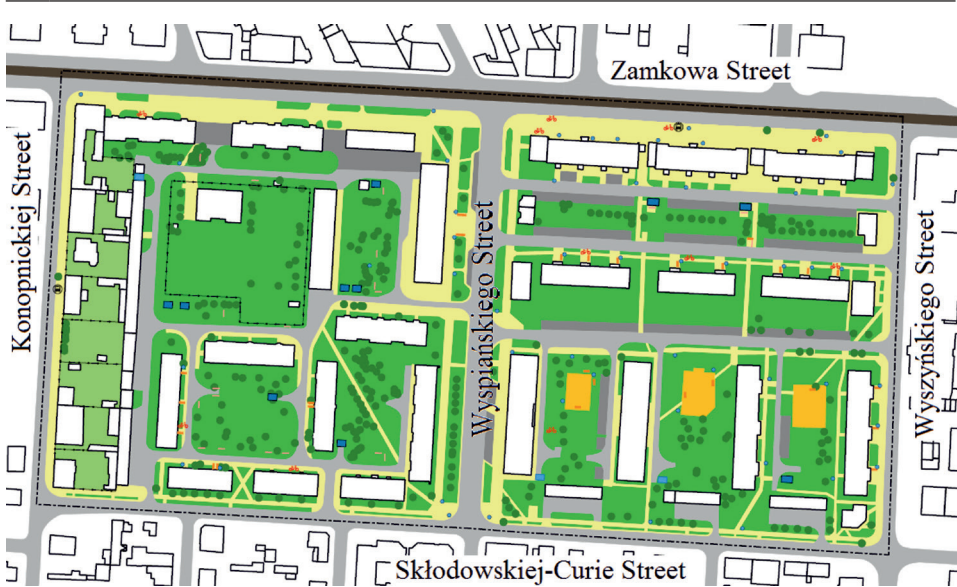 Zamkowa Street
Konopnickiej Street
Wyspiańskiego Street
Wyszyńskiego Street
Skłodowskiej-Curie Street